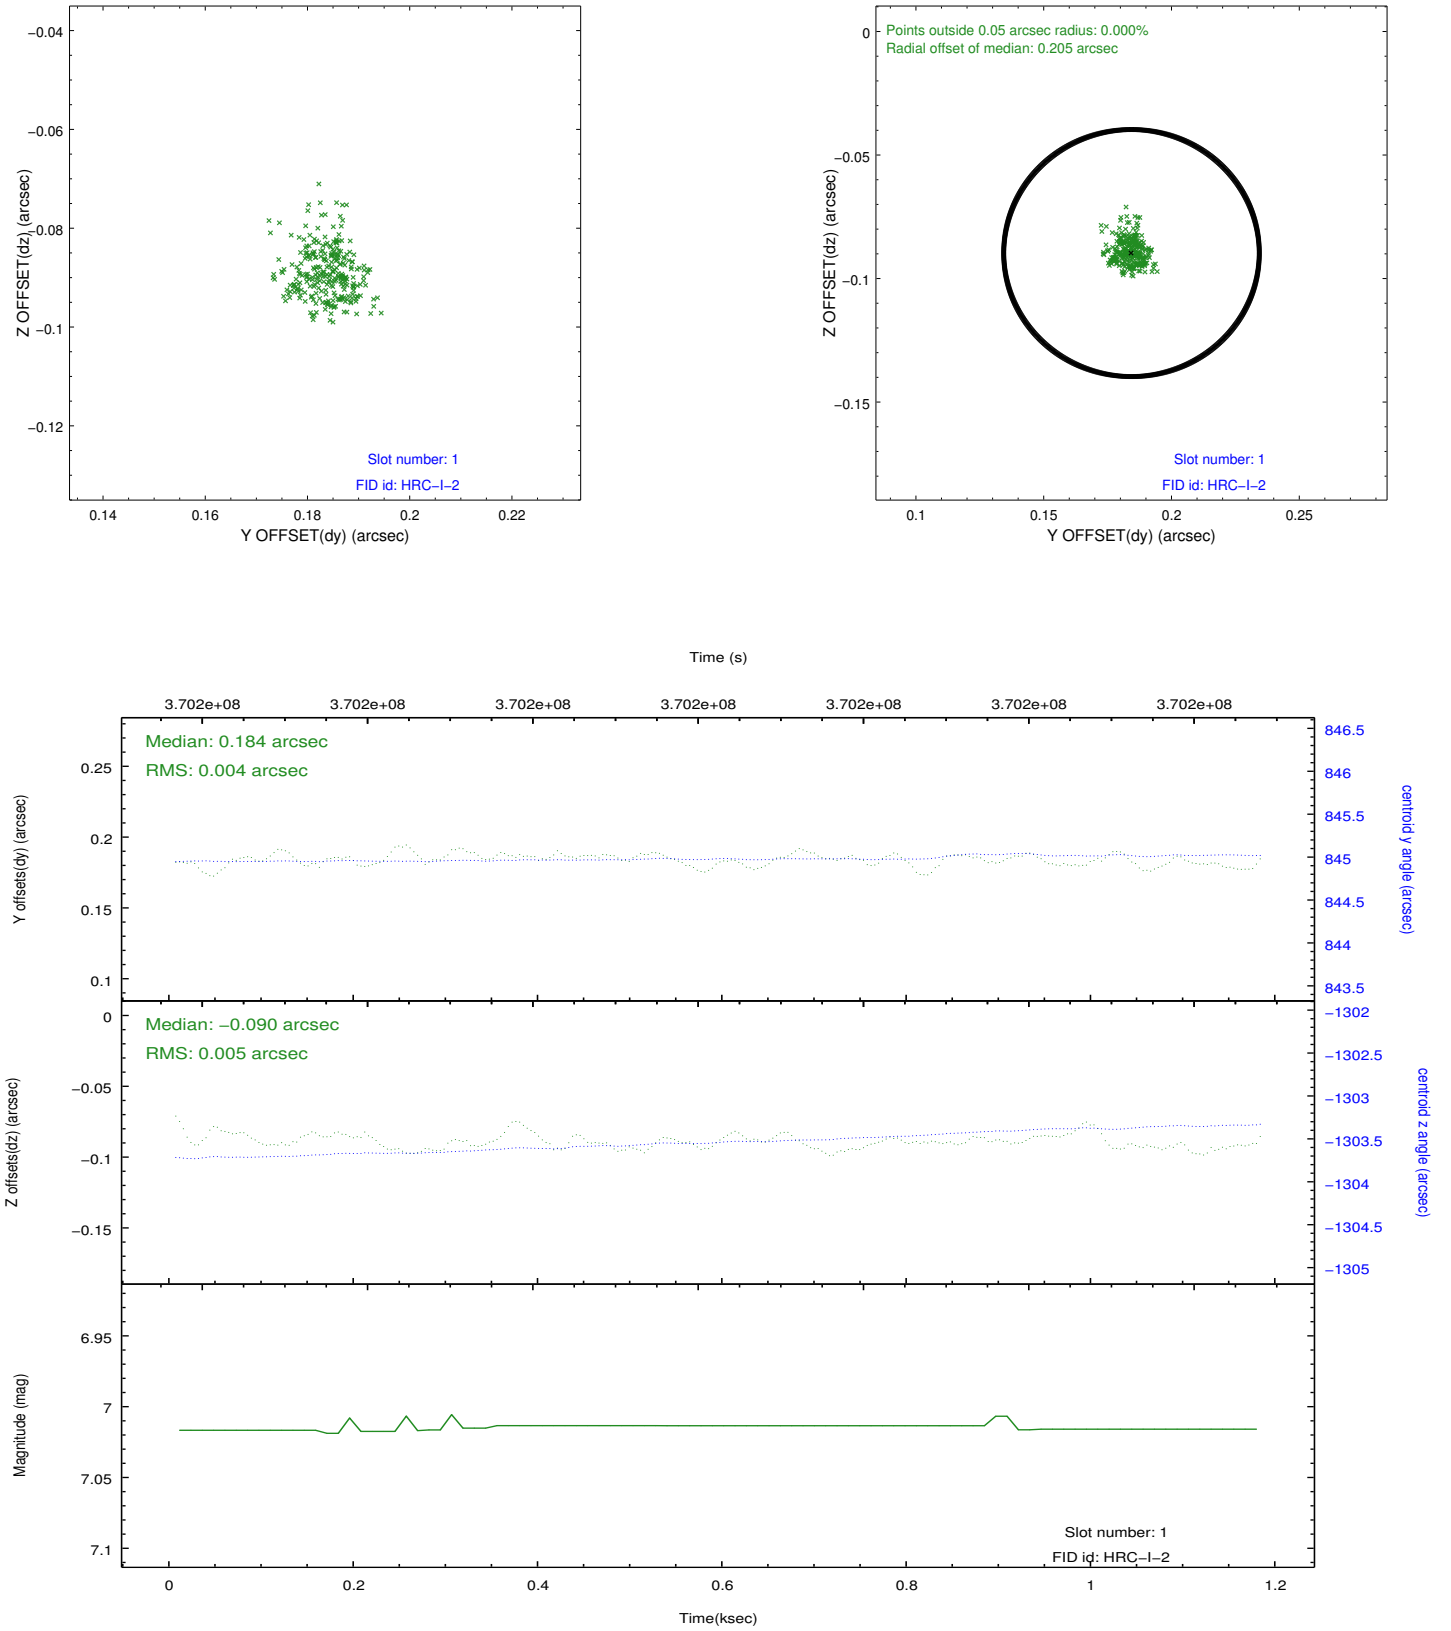 −0.04
−0.06
−0.08
−0.1
−0.12
Z OFFSET(dz) (arcsec)
Slot number: 1
FID id: HRC−I−2
0.14
0.16
0.18
0.2
0.22
Y OFFSET(dy) (arcsec)
Points outside 0.05 arcsec radius: 0.000%
Radial offset of median: 0.205 arcsec
0
−0.05
−0.1
−0.15
Z OFFSET(dz) (arcsec)
Slot number: 1
FID id: HRC−I−2
0.1
0.15
0.2
0.25
Y OFFSET(dy) (arcsec)
Time (s)
3.702e+08
3.702e+08
3.702e+08
3.702e+08
3.702e+08
3.702e+08
3.702e+08
Median: 0.184 arcsec
RMS: 0.004 arcsec
0.25
0.2
0.15
0.1
Y offsets(dy) (arcsec)
846.5
846
845.5
845
844.5
844
843.5
centroid y angle (arcsec)
Median: −0.090 arcsec
RMS: 0.005 arcsec
0
−0.05
−0.1
−0.15
Z offsets(dz) (arcsec)
−1302
−1302.5
−1303
−1303.5
−1304
−1304.5
−1305
centroid z angle (arcsec)
6.95
7
7.05
7.1
Magnitude (mag)
Slot number: 1
FID id: HRC−I−2
0
0.2
0.4
0.6
0.8
1
1.2
Time(ksec)